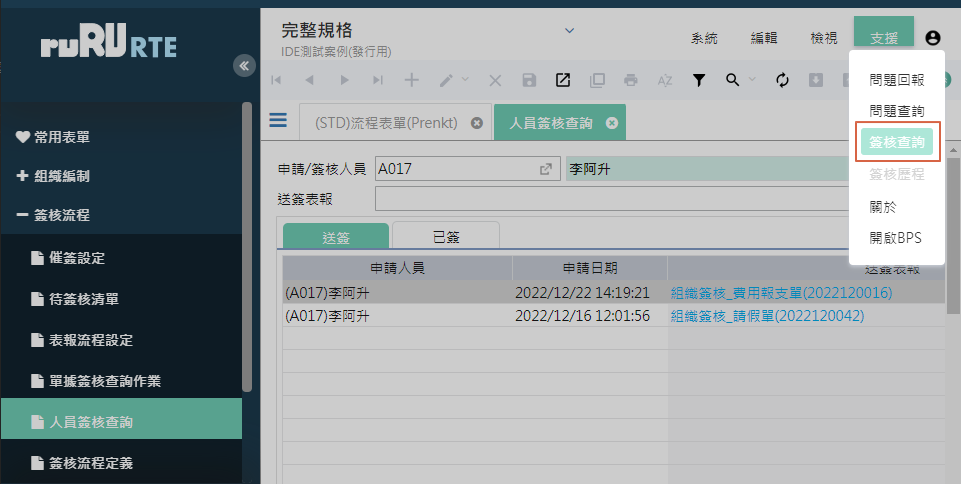 ruRU RTE
常用表單
組織編制
簽核流程
催簽設定
待簽核清單
表報流程設定
單據簽核查詢作業
人員簽核查詢
簽核流程定義
完整規格
IDE測試案例(發行用)
系統 編輯 檢視 支援
(STD)流程表單(Prenkt) 人員簽核查詢
申請/簽核人員 A017 李阿升
送簽表報
送簽 已簽
申請人員 申請日期 送簽表報
(A017)李阿升 2022/12/22 14:19:21 組織簽核_費用報支單(2022120016)
(A017)李阿升 2022/12/16 12:01:56 組織簽核_請假單(2022120042)
問題回報
問題查詢
簽核查詢
簽核歷程
關於
開啟BPS